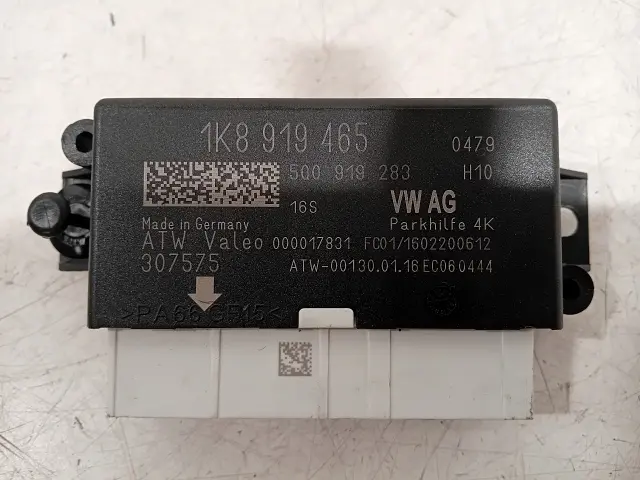 1K8 919 465 0479
5Q0 919 283 H10
16S VW AG
Made in Germany Parkhilfe 4K
ATW Valeo 000017831 FC01/1602200612
307575 ATW-00130.01.16 EC060444
>PA66 GF15<